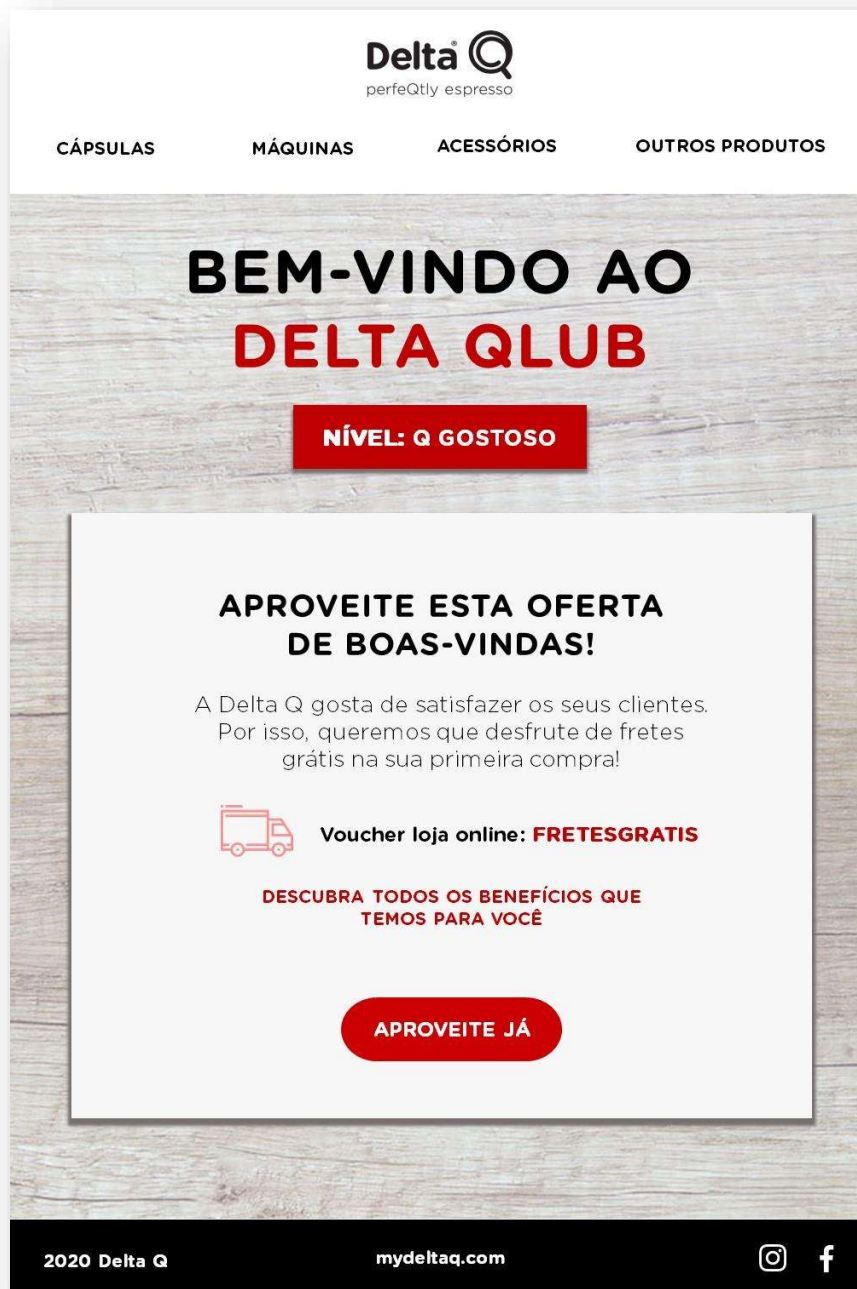 Delta Q
perfeQtly espresso
CÁPSULAS MÁQUINAS ACESSÓRIOS OUTROS PRODUTOS
BEM-VINDO AO
DELTA QLUB
NÍVEL: Q GOSTOSO
APROVEITE ESTA OFERTA
DE BOAS-VINDAS!
A Delta Q gosta de satisfazer os seus clientes.
Por isso, queremos que desfrute de fretes
grátis na sua primeira compra!
Voucher loja online: FRETESGRATIS
DESCUBRA TODOS OS BENEFÍCIOS QUE
TEMOS PARA VOCÊ
APROVEITE JÁ
2020 Delta Q mydeltaq.com